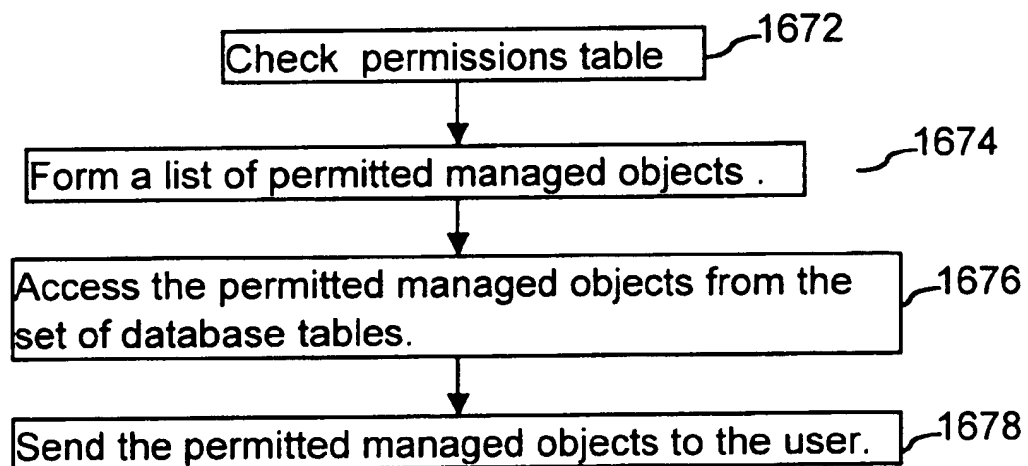 Check permissions table
1672
Form a list of permitted managed objects .
1674
Access the permitted managed objects from the
set of database tables.
1676
Send the permitted managed objects to the user.
1678